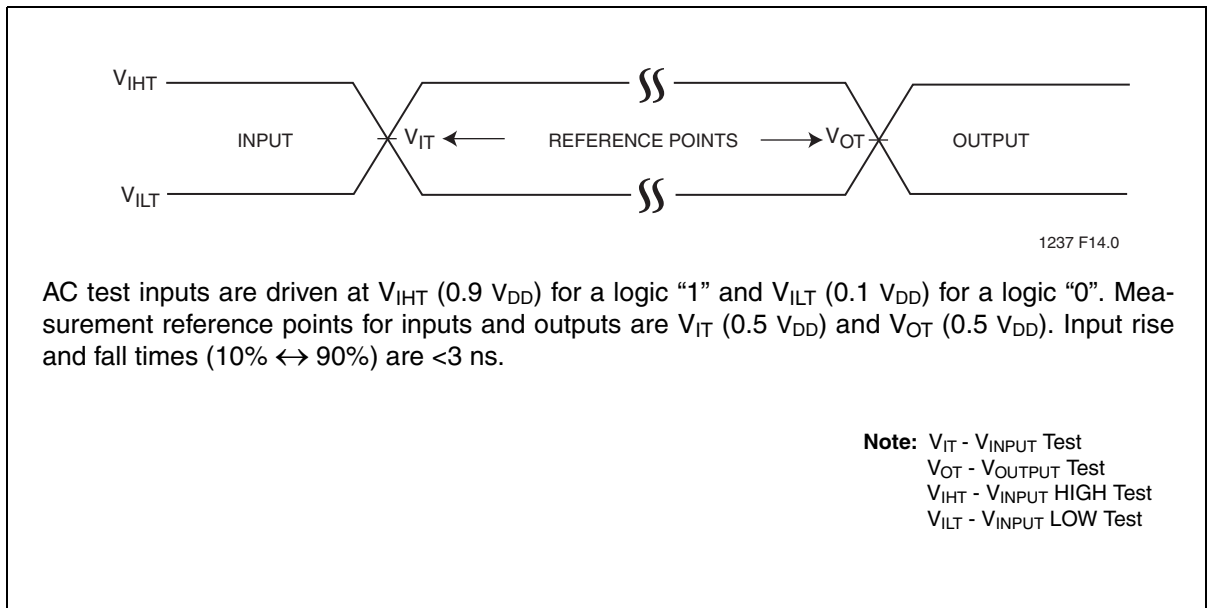 VIHT
INPUT VIT REFERENCE POINTS VOT OUTPUT
VILT
1237 F14.0
AC test inputs are driven at VIHT (0.9 VDD) for a logic “1” and VILT (0.1 VDD) for a logic “0”. Mea-
surement reference points for inputs and outputs are VIT (0.5 VDD) and VOT (0.5 VDD). Input rise
and fall times (10% ↔ 90%) are <3 ns.
Note: VIT - VINPUT Test
VOT - VOUTPUT Test
VIHT - VINPUT HIGH Test
VILT - VINPUT LOW Test